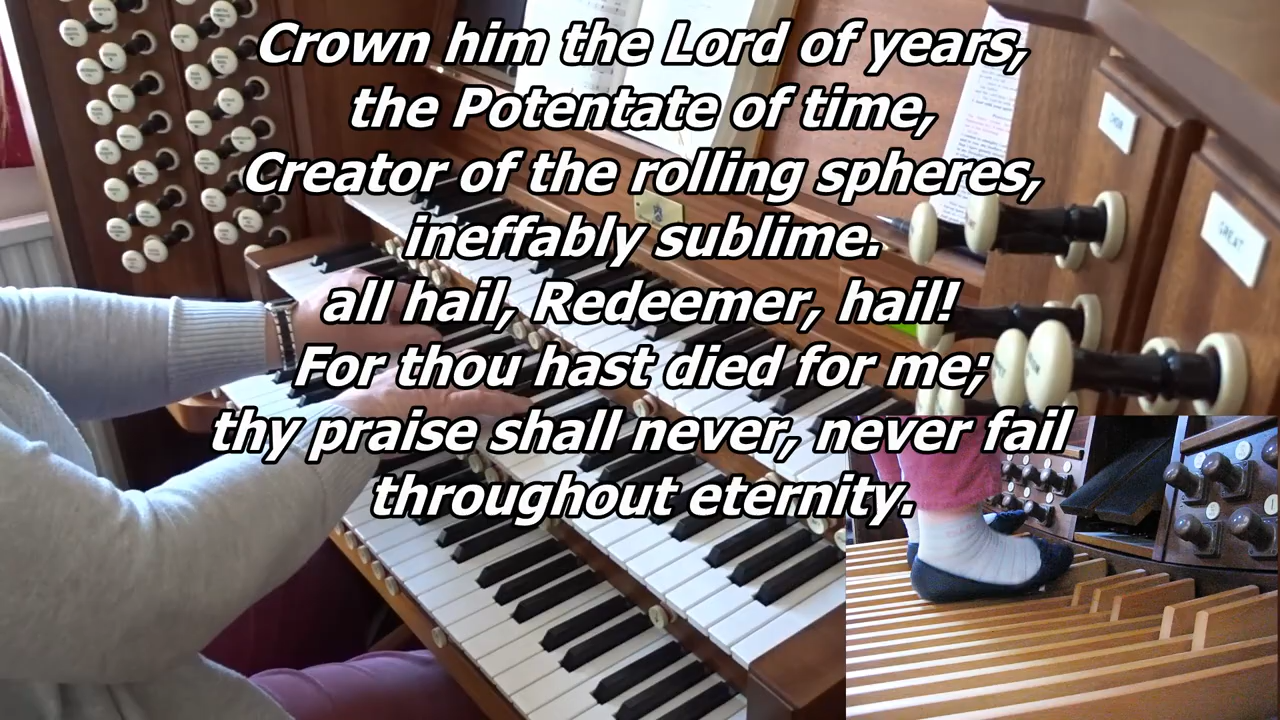 Crown him the Lord of years,
the Potentate of time,
Creator of the rolling spheres,
ineffably sublime.
all hail, Redeemer, hail!
For thou hast died for me;
thy praise shall never, never fail
throughout eternity.
GREAT